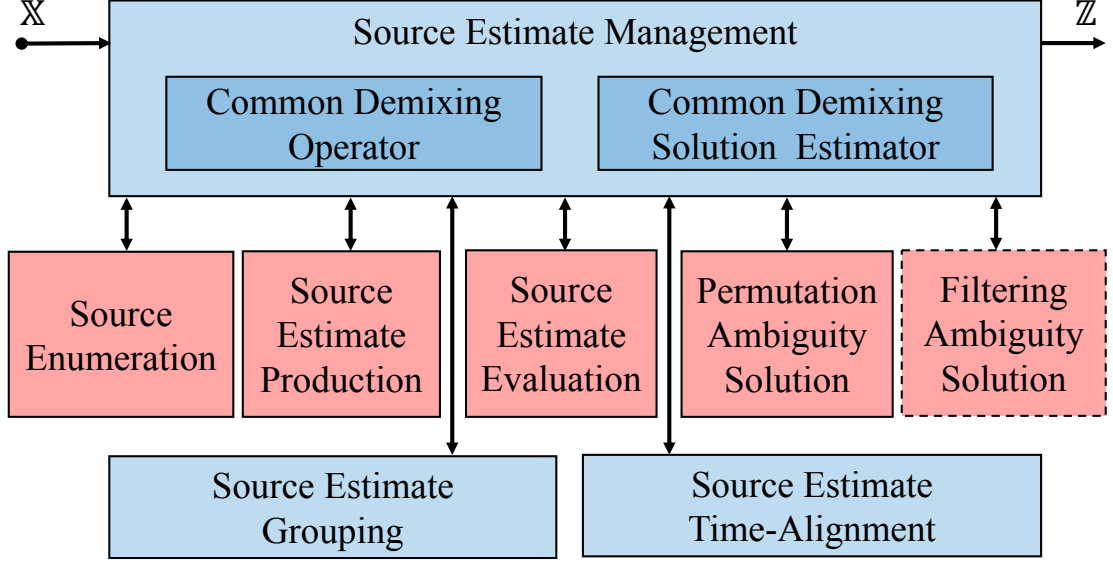 𝕏
ℤ
Source Estimate Management
Common Demixing
Operator
Common Demixing
Solution Estimator
Source
Enumeration
Source
Estimate
Production
Source
Estimate
Evaluation
Permutation
Ambiguity
Solution
Filtering
Ambiguity
Solution
Source Estimate
Grouping
Source Estimate
Time-Alignment